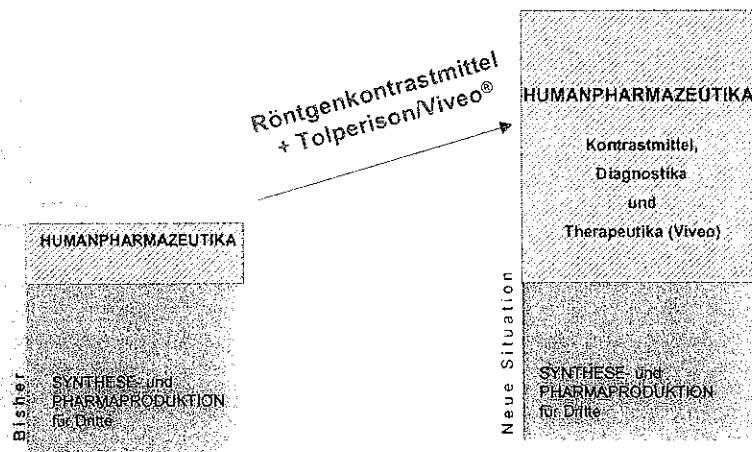 Röntgenkontrastmittel
+ Tolperison/Viveo®
HUMANPHARMAZEUTIKA
Kontrastmittel,
Diagnostika
und
Therapeutika (Viveo)
HUMANPHARMAZEUTIKA
Bisher
SYNTHESE- und
PHARMAPRODUKTION
für Dritte
Neue Situation
SYNTHESE- und
PHARMAPRODUKTION
für Dritte